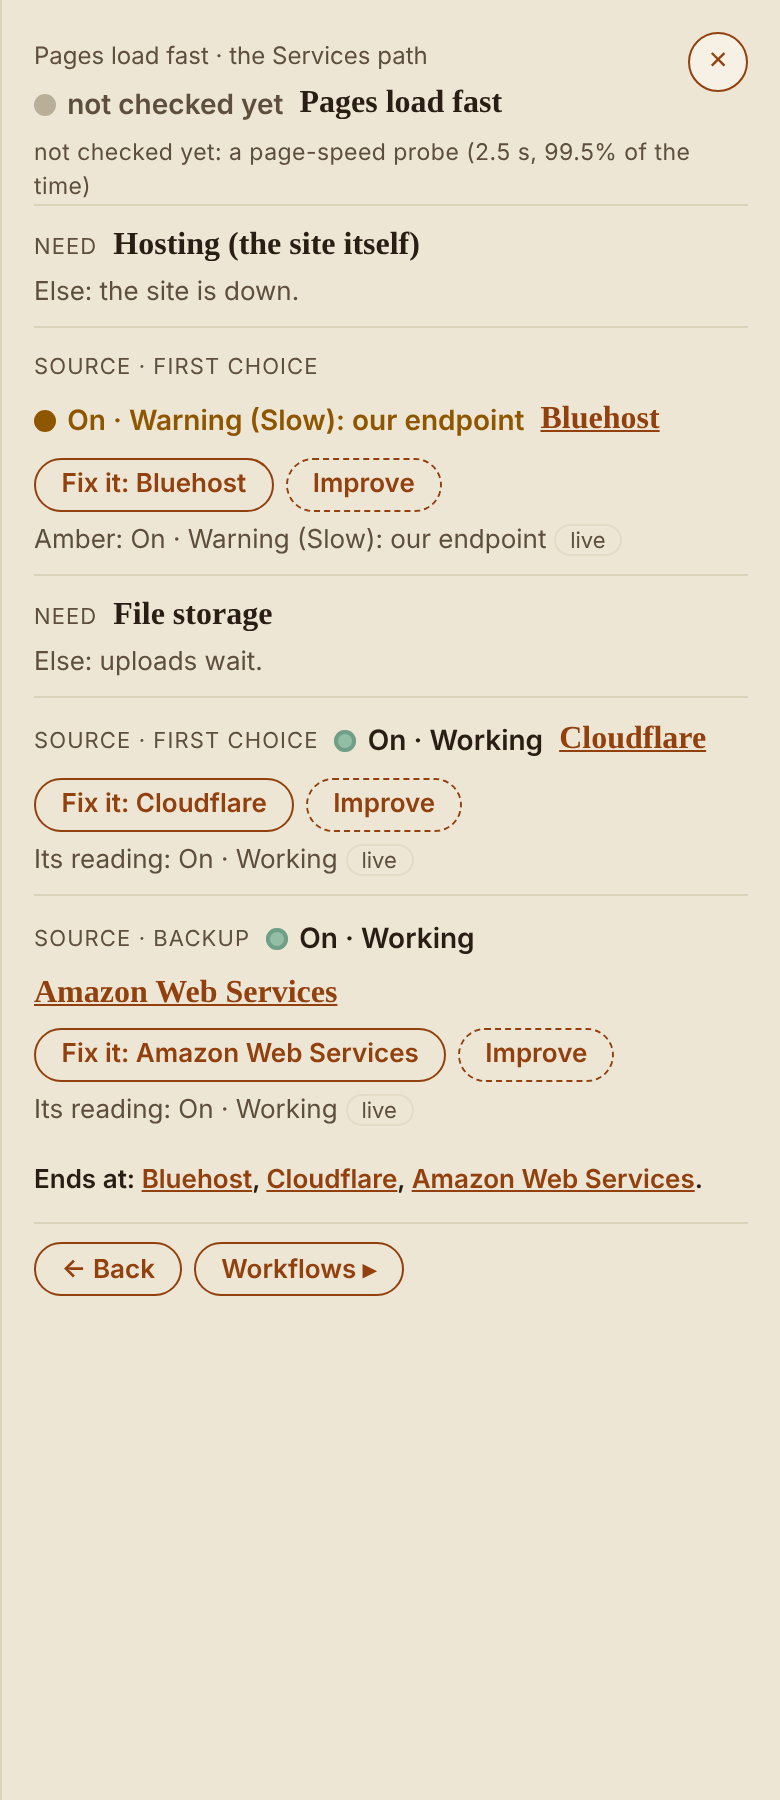 Pages load fast · the Services path
×
not checked yet Pages load fast
not checked yet: a page-speed probe (2.5 s, 99.5% of the
time)
NEED Hosting (the site itself)
Else: the site is down.
SOURCE · FIRST CHOICE
On · Warning (Slow): our endpoint Bluehost
Fix it: Bluehost Improve
Amber: On · Warning (Slow): our endpoint live
NEED File storage
Else: uploads wait.
SOURCE · FIRST CHOICE On · Working Cloudflare
Fix it: Cloudflare Improve
Its reading: On · Working live
SOURCE · BACKUP On · Working
Amazon Web Services
Fix it: Amazon Web Services Improve
Its reading: On · Working live
Ends at: Bluehost, Cloudflare, Amazon Web Services.
← Back Workflows ▸